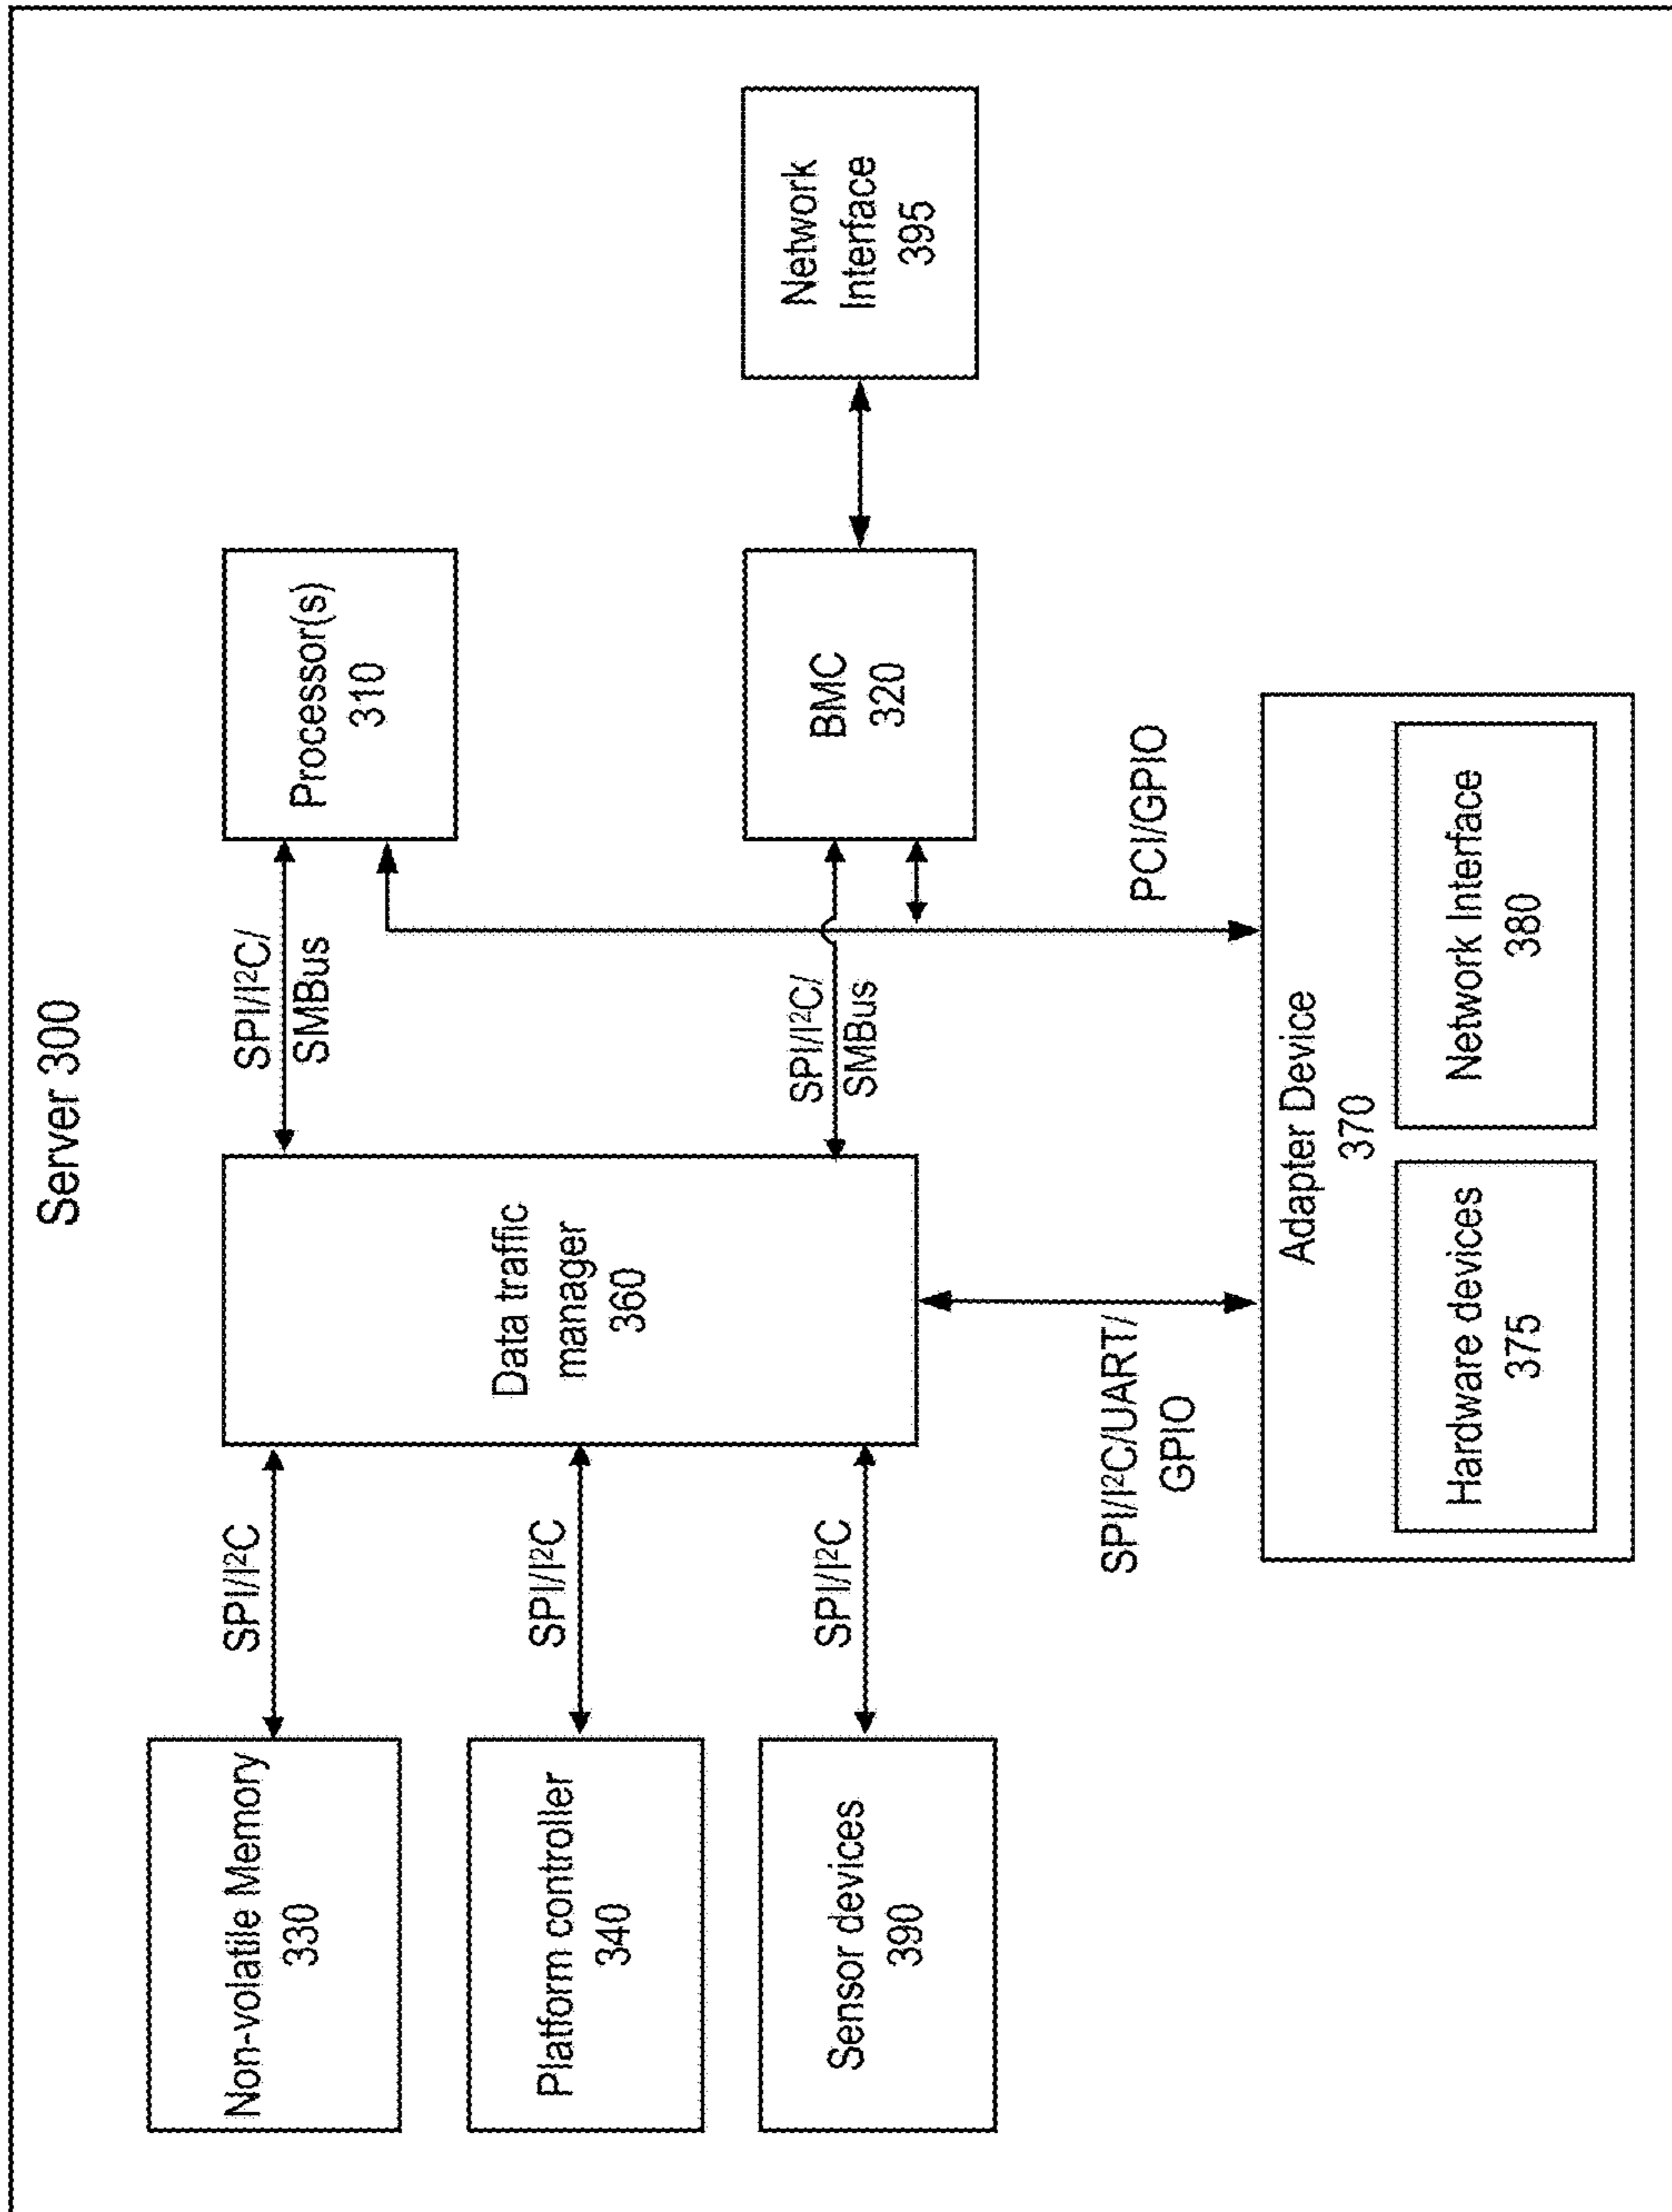 Server 300
Non-volatile Memory
330
SPI/I²C
Platform controller
340
SPI/I²C
Sensor devices
390
SPI/I²C
Data traffic
manager
360
SPI/I²C/
SMBus
Processor(s)
310
SPI/I²C/
SMBus
BMC
320
Network
Interface
395
SPI/I²C/UART/
GPIO
PCI/GPIO
Adapter Device
370
Hardware devices
375
Network Interface
380